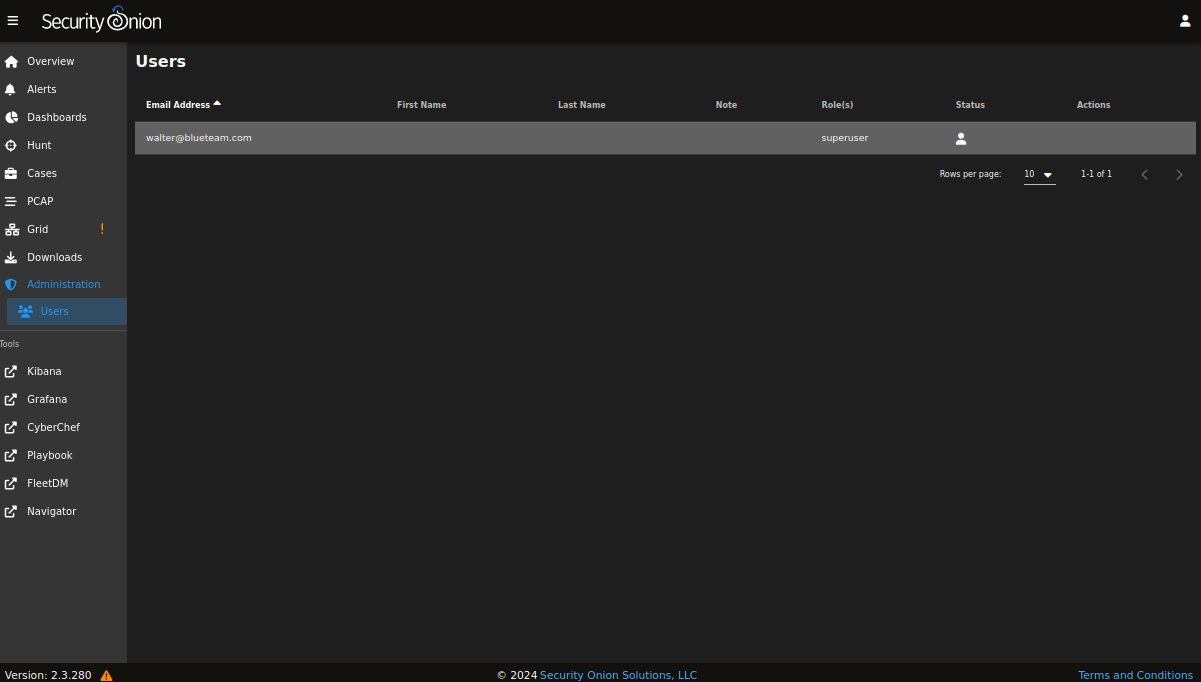 Security Onion
Overview
Alerts
Dashboards
Hunt
Cases
PCAP
Grid !
Downloads
Administration
Users
Tools
Kibana
Grafana
CyberChef
Playbook
FleetDM
Navigator
Users
Email Address First Name Last Name Note Role(s) Status Actions
walter@blueteam.com superuser
Rows per page: 10 1-1 of 1
Version: 2.3.280 © 2024 Security Onion Solutions, LLC Terms and Conditions